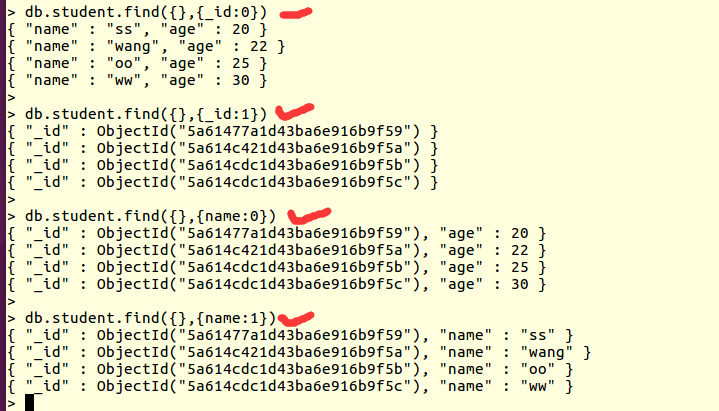 > db.student.find({},{_id:0})
{ "name" : "ss", "age" : 20 }
{ "name" : "wang", "age" : 22 }
{ "name" : "oo", "age" : 25 }
{ "name" : "ww", "age" : 30 }
>
> db.student.find({},{_id:1})
{ "_id" : ObjectId("5a61477a1d43ba6e916b9f59") }
{ "_id" : ObjectId("5a614c421d43ba6e916b9f5a") }
{ "_id" : ObjectId("5a614cdc1d43ba6e916b9f5b") }
{ "_id" : ObjectId("5a614cdc1d43ba6e916b9f5c") }
>
> db.student.find({},{name:0})
{ "_id" : ObjectId("5a61477a1d43ba6e916b9f59"), "age" : 20 }
{ "_id" : ObjectId("5a614c421d43ba6e916b9f5a"), "age" : 22 }
{ "_id" : ObjectId("5a614cdc1d43ba6e916b9f5b"), "age" : 25 }
{ "_id" : ObjectId("5a614cdc1d43ba6e916b9f5c"), "age" : 30 }
>
> db.student.find({},{name:1})
{ "_id" : ObjectId("5a61477a1d43ba6e916b9f59"), "name" : "ss" }
{ "_id" : ObjectId("5a614c421d43ba6e916b9f5a"), "name" : "wang" }
{ "_id" : ObjectId("5a614cdc1d43ba6e916b9f5b"), "name" : "oo" }
{ "_id" : ObjectId("5a614cdc1d43ba6e916b9f5c"), "name" : "ww" }
>